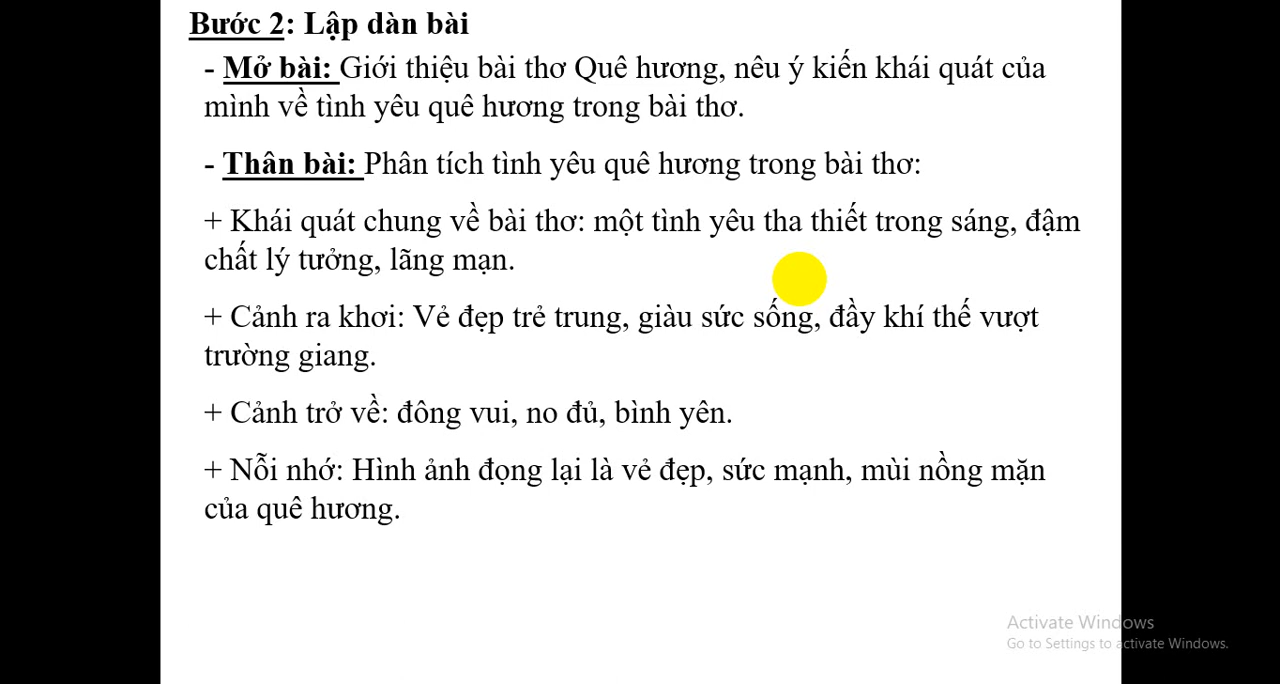 Bước 2: Lập dàn bài
- Mở bài: Giới thiệu bài thơ Quê hương, nêu ý kiến khái quát của
mình về tình yêu quê hương trong bài thơ.
- Thân bài: Phân tích tình yêu quê hương trong bài thơ:
+ Khái quát chung về bài thơ: một tình yêu tha thiết trong sáng, đậm
chất lý tưởng, lãng mạn.
+ Cảnh ra khơi: Vẻ đẹp trẻ trung, giàu sức sống, đầy khí thế vượt
trường giang.
+ Cảnh trở về: đông vui, no đủ, bình yên.
+ Nỗi nhớ: Hình ảnh đọng lại là vẻ đẹp, sức mạnh, mùi nồng mặn
của quê hương.
Activate Windows
Go to Settings to activate Windows.